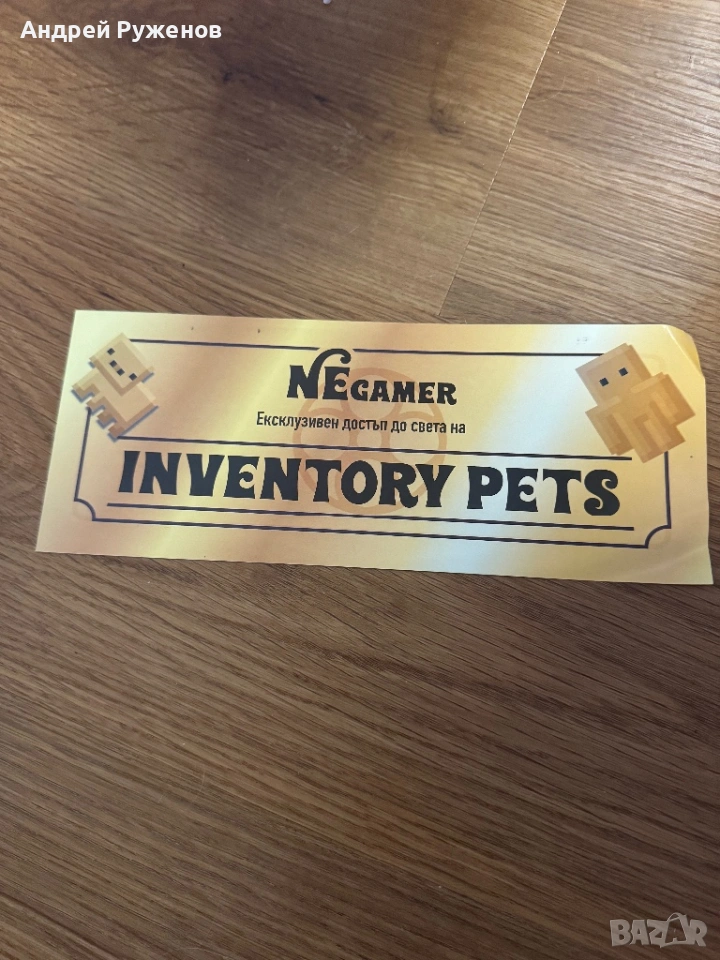 Андрей Руженов
NEGAMER
Ексклузивен достъп до света на
INVENTORY PETS
BAZAR